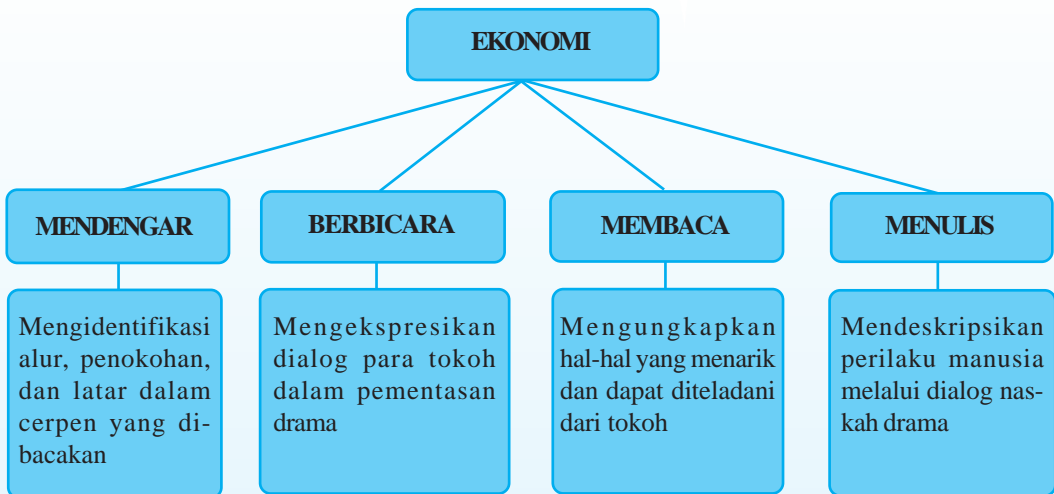 EKONOMI
MENDENGAR
BERBICARA
MEMBACA
MENULIS
Mengidentifikasi
alur, penokohan,
dan latar dalam
cerpen yang di-
bacakan
Mengekspresikan
dialog para tokoh
dalam pementasan
drama
Mengungkapkan
hal-hal yang menarik
dan dapat diteladani
dari tokoh
Mendeskripsikan
perilaku manusia
melalui dialog nas-
kah drama